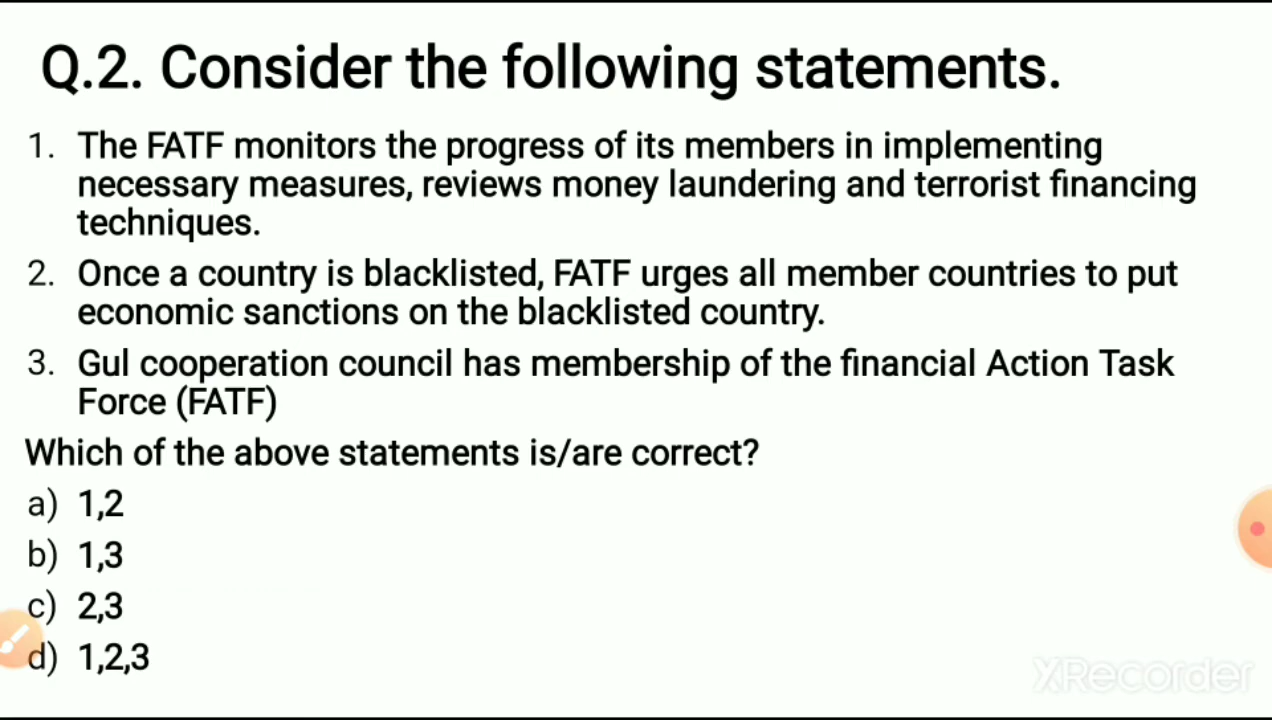 Q.2. Consider the following statements.
1. The FATF monitors the progress of its members in implementing
necessary measures, reviews money laundering and terrorist financing
techniques.
2. Once a country is blacklisted, FATF urges all member countries to put
economic sanctions on the blacklisted country.
3. Gul cooperation council has membership of the financial Action Task
Force (FATF)
Which of the above statements is/are correct?
a) 1,2
b) 1,3
c) 2,3
d) 1,2,3
XRecorder